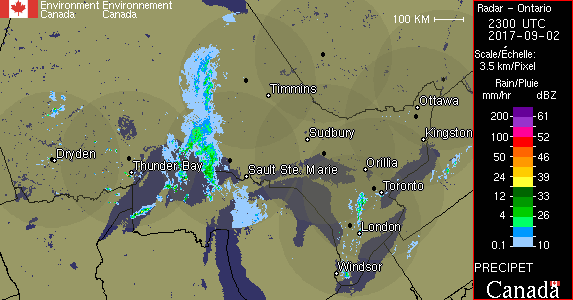 Environment Environnement
Canada Canada
100 KM
Timmins
Ottawa
Sudbury
Kingston
Dryden
Thunder Bay
Sault Ste. Marie
Orillia
Toronto
London
Windsor
Radar - Ontario
2300 UTC
2017-09-02
Scale/Échelle:
3.5 km/Pixel
Rain/Pluie
mm/hr dBZ
200 61
100 52
50 46
24 39
12 33
4 26
0.1 10
PRECIPET
Canada